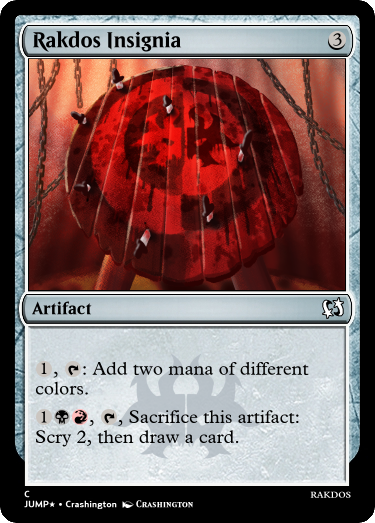 Rakdos Insignia 3
Artifact
1, : Add two mana of different
colors.
1, , Sacrifice this artifact:
Scry 2, then draw a card.
C RAKDOS
JUMP★ • Crashington CRASHINGTON